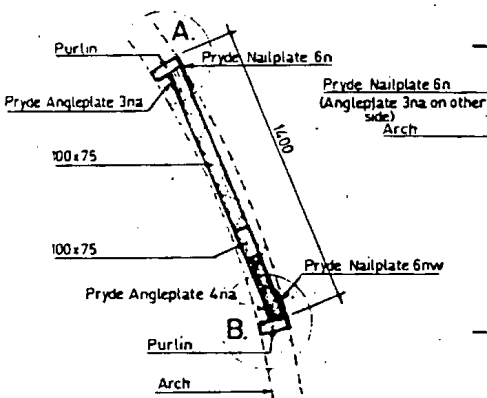 A.
Purlin
Pryde Nailplate 6n
Pryde Angleplate 3na
Pryde Nailplate 6n
(Angleplate 3na on other
side)
Arch
1400
100x75
100x75
Pryde Nailplate 6nw
Pryde Angleplate 4na
B.
Purlin
Arch